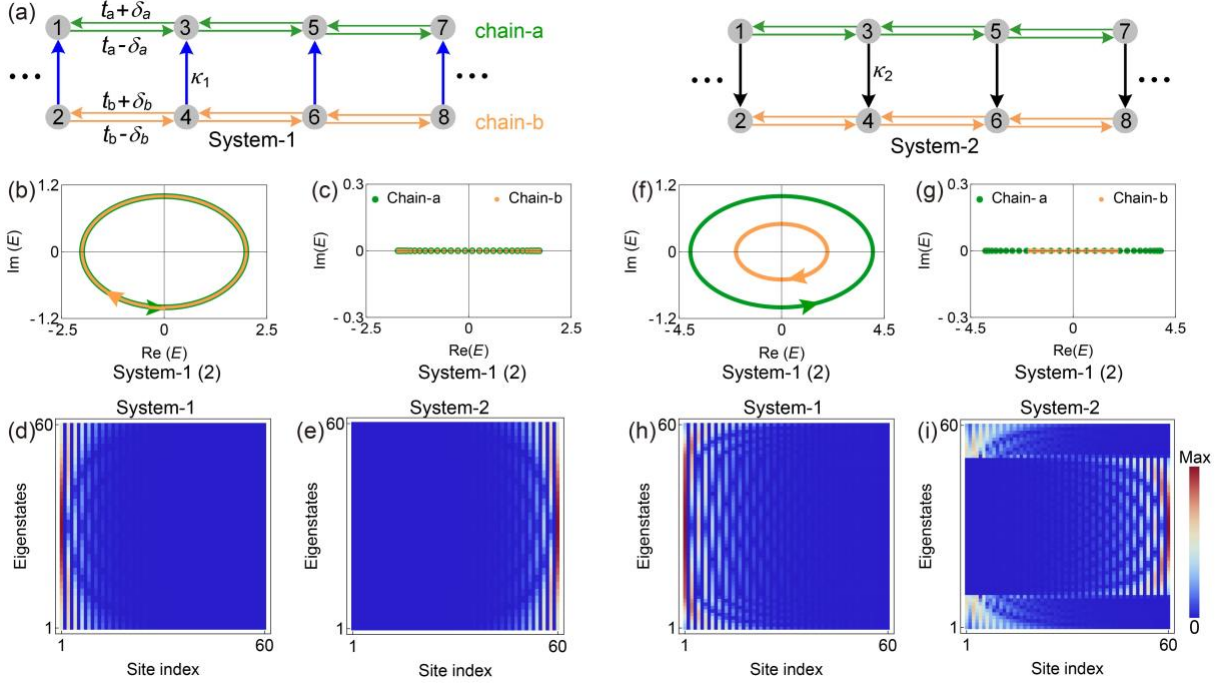 (a)
t_a+δ_a
t_a-δ_a
1 3 5 7
chain-a
κ_1
t_b+δ_b
t_b-δ_b
2 4 6 8
chain-b
System-1
1 3 5 7
κ_2
2 4 6 8
System-2
(b)
1.2
0
-1.2
Im (E)
-2.5 0 2.5
Re (E)
System-1 (2)
(c)
0.3
0
-0.3
Im(E)
Chain-a Chain-b
-2.5 0 2.5
Re(E)
System-1 (2)
(f)
1.2
0
-1.2
Im (E)
-4.5 0 4.5
Re (E)
System-1 (2)
(g)
0.3
0
-0.3
Im(E)
Chain-a Chain-b
-4.5 0 4.5
Re(E)
System-1 (2)
(d)
System-1
60
1
Eigenstates
1 60
Site index
(e)
System-2
60
1
Eigenstates
1 60
Site index
(h)
System-1
60
1
Eigenstates
1 60
Site index
(i)
System-2
60
1
Eigenstates
1 60
Site index
Max
0